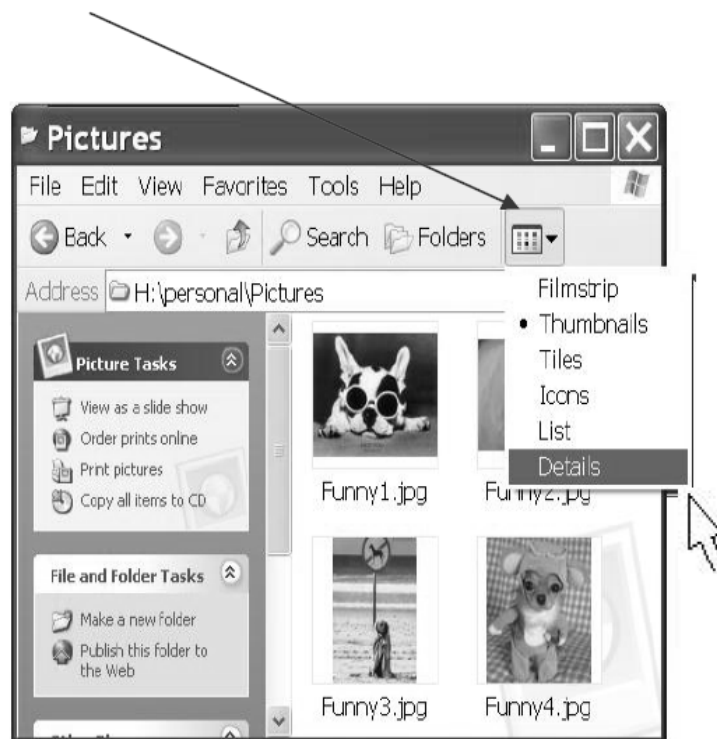 Pictures
File Edit View Favorites Tools Help
Back Search Folders
Address H:\personal\Pictures
Filmstrip
Thumbnails
Tiles
Icons
List
Details
Picture Tasks
View as a slide show
Order prints online
Print pictures
Copy all items to CD
File and Folder Tasks
Make a new folder
Publish this folder to
the Web
Funny1.jpg
Funny2.jpg
Funny3.jpg
Funny4.jpg